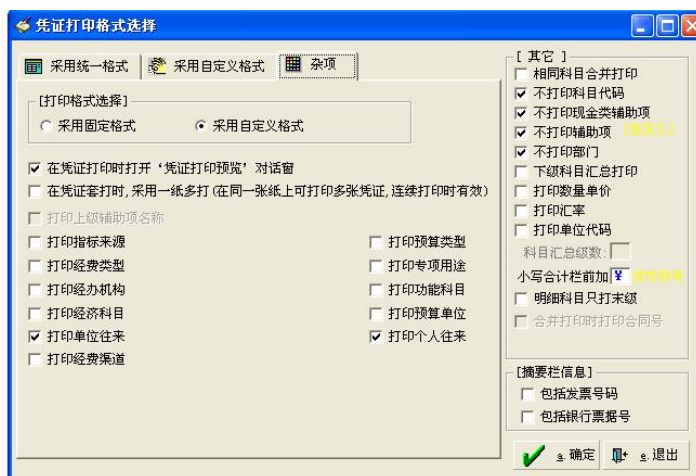 凭证打印格式选择
采用统一格式
采用自定义格式
杂项
[打印格式选择]
采用固定格式
采用自定义格式
在凭证打印时打开‘凭证打印预览’对话窗
在凭证套打时,采用一纸多打(在同一张纸上可打印多张凭证,连续打印时有效)
打印上级辅助项名称
打印指标来源
打印预算类型
打印经费类型
打印专项用途
打印经办机构
打印功能科目
打印经济科目
打印预算单位
打印单位往来
打印个人往来
打印经费渠道
[ 其它 ]
相同科目合并打印
不打印科目代码
不打印现金类辅助项
不打印辅助项
不打印部门
下级科目汇总打印
打印数量单价
打印汇率
打印单位代码
科目汇总级数:
小写合计栏前加 ¥
明细科目只打末级
合并打印时打印合同号
[摘要栏信息]
包括发票号码
包括银行票据号
a.确定
e.退出